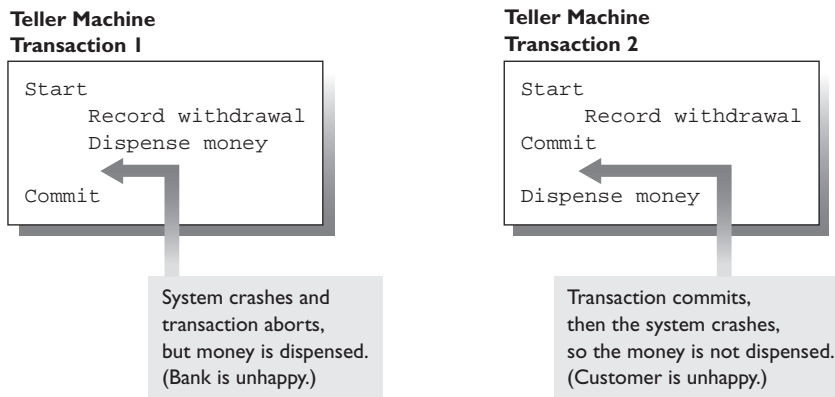 Teller Machine
Transaction 1
Start
Record withdrawal
Dispense money
Commit
System crashes and
transaction aborts,
but money is dispensed.
(Bank is unhappy.)
Teller Machine
Transaction 2
Start
Record withdrawal
Commit
Dispense money
Transaction commits,
then the system crashes,
so the money is not dispensed.
(Customer is unhappy.)